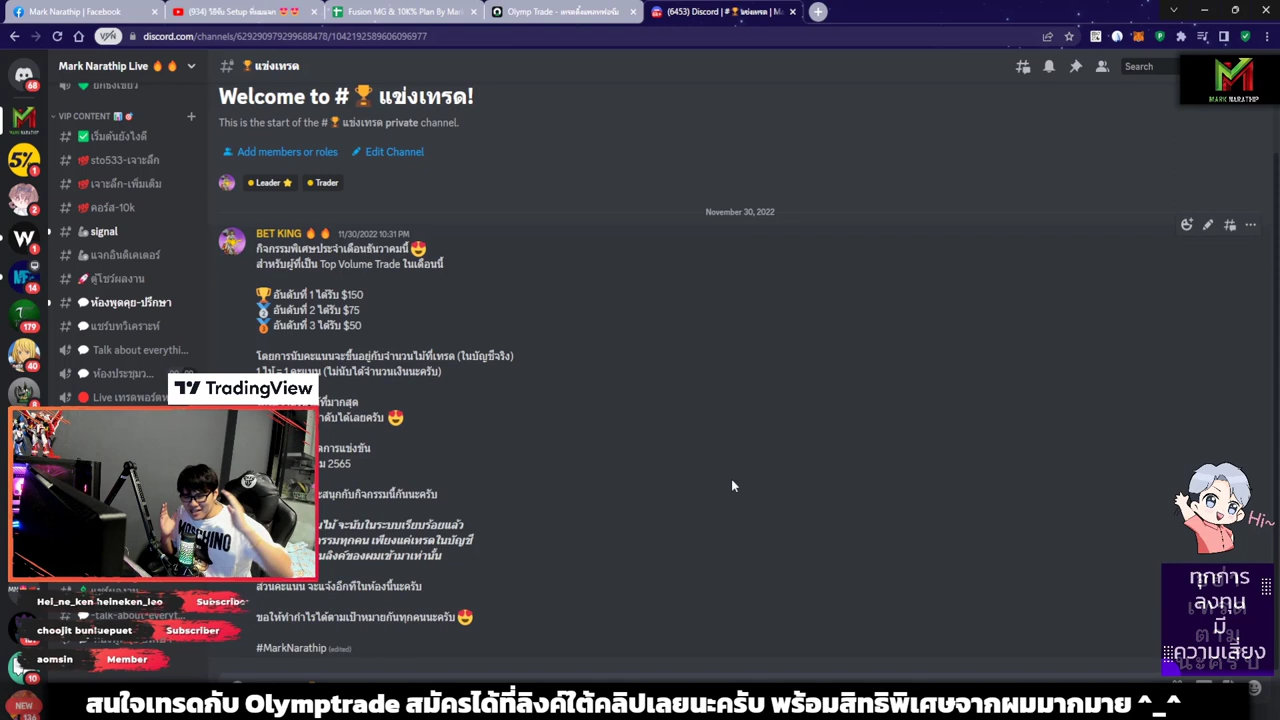 Mark Narathip | Facebook
(934) วิธีจับ Setup ทีเผมแจก
Fusion MG & 10K% Plan By Mark
Olymp Trade - เทรดดิ้งแพลทฟอร์ม
(6453) Discord | #🏆แข่งเทรด | M
VPN
discord.com/channels/629290979299688478/1042192589606096977
Mark Narathip Live 🔥 🔥
🏆 แข่งเทรด
Search
MARK NARATHIP
VIP CONTENT
เริ่มต้นยังไงดี
sto533-เจาะลึก
เจาะลึก-เพิ่มเติม
คอร์ส-10k
signal
แจกอินดิเคเตอร์
ตู้โชว์ผลงาน
ห้องพูดคุย-ปรึกษา
แชร์บทวิเคราะห์
Talk about everythi...
ห้องประชุมว...
Live เทรดพอร์ต
Welcome to # 🏆 แข่งเทรด!
This is the start of the # 🏆 แข่งเทรด private channel.
Add members or roles
Edit Channel
Leader ⭐
Trader
November 30, 2022
BET KING 🔥 🔥 11/30/2022 10:31 PM
กิจกรรมพิเศษประจำเดือนธันวาคมนี้ 😍
สำหรับผู้ที่เป็น Top Volume Trade ในเดือนนี้
🏆 อันดับที่ 1 ได้รับ $150
🥈 อันดับที่ 2 ได้รับ $75
🥉 อันดับที่ 3 ได้รับ $50
โดยการนับคะแนนจะขึ้นอยู่กับจำนวนไม้ที่เทรด (ในบัญชีจริง)
1 ไม้ = 1 คะแนน (ไม่นับได้จำนวนเงินนะครับ)
ที่มากสุด
ดับได้เลยครับ 😍
การแข่งขัน
ม 2565
สนุกกับกิจกรรมนี้กันนะครับ
ไม้ จะนับในระบบเรียบร้อยแล้ว
รรมทุกคน เพียงแค่เทรดในบัญชี
ลิงค์ของผมเข้ามาเท่านั้น
ส่วนคะแนน จะแจ้งอีกทีในห้องนี้นะครับ
ขอให้ทำกำไรได้ตามเป้าหมายกันทุกคนนะครับ 😍
#MarkNarathip (edited)
TradingView
MOSCHINO
Hei_ne_ken heineken_leo Subscriber
-talk-about-everyt...
choojit bunluepuet Subscriber
aomsin Member
NEW
Hi~
ทุกการ
ลงทุน
มี
ความเสี่ยง
สนใจเทรดกับ Olymptrade สมัครได้ที่ลิงค์ใต้คลิปเลยนะครับ พร้อมสิทธิพิเศษจากผมมากมาย ^_^